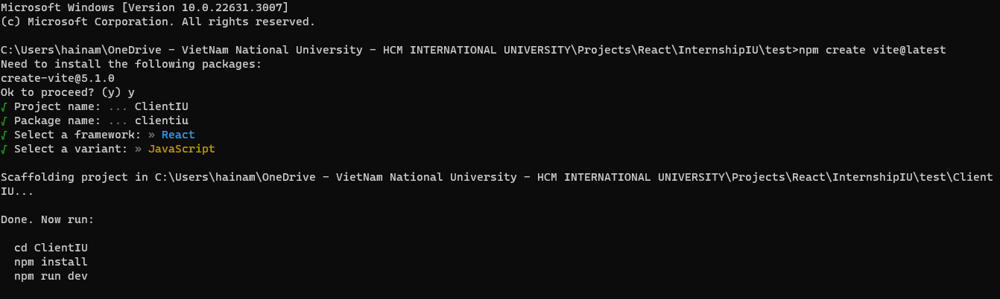 Microsoft Windows [Version 10.0.22631.3007]
(c) Microsoft Corporation. All rights reserved.
C:\Users\hainam\OneDrive - VietNam National University - HCM INTERNATIONAL UNIVERSITY\Projects\React\InternshipIU\test>npm create vite@latest
Need to install the following packages:
create-vite@5.1.0
Ok to proceed? (y) y
√ Project name: ... ClientIU
√ Package name: ... clientiu
√ Select a framework: » React
√ Select a variant: » JavaScript
Scaffolding project in C:\Users\hainam\OneDrive - VietNam National University - HCM INTERNATIONAL UNIVERSITY\Projects\React\InternshipIU\test\Client
IU...
Done. Now run:
cd ClientIU
npm install
npm run dev